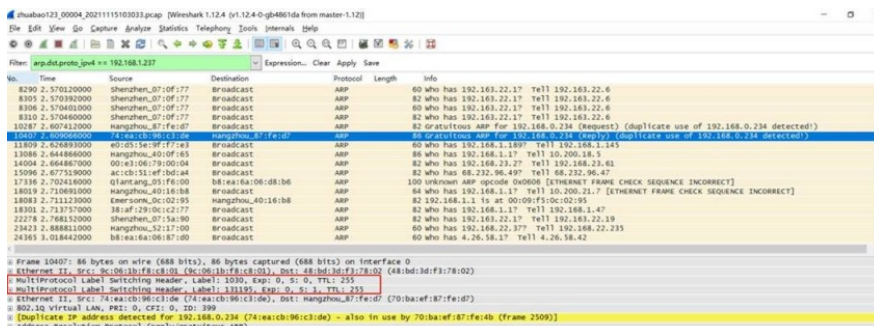 zhuabao123_00004_20211115103033.pcap [Wireshark 1.12.4 (v1.12.4-0-gb4861da from master-1.12)]
File Edit View Go Capture Analyze Statistics Telephony Tools Internals Help
Filter: arp.dst.proto_ipv4 == 192.168.1.237 Expression... Clear Apply Save
No. Time Source Destination Protocol Length Info
8290 2.570120000 Shenzhen_07:0f:77 Broadcast ARP 60 who has 192.163.22.1? Tell 192.163.22.6
8305 2.570392000 Shenzhen_07:0f:77 Broadcast ARP 82 who has 192.163.22.1? Tell 192.163.22.6
8306 2.570401000 Shenzhen_07:0f:77 Broadcast ARP 60 who has 192.163.22.1? Tell 192.163.22.6
8310 2.570460000 Shenzhen_07:0f:77 Broadcast ARP 82 who has 192.163.22.1? Tell 192.163.22.6
10287 2.607412000 Hangzhou_87:fe:d7 Broadcast ARP 82 Gratuitous ARP for 192.168.0.234 (Request) (duplicate use of 192.168.0.234 detected!)
10407 2.609066000 74:ea:cb:96:c3:de Hangzhou_87:fe:d7 ARP 86 Gratuitous ARP for 192.168.0.234 (Reply) (duplicate use of 192.168.0.234 detected!)
11809 2.626893000 e0:d5:5e:9f:f7:e3 Broadcast ARP 60 who has 192.168.1.189? Tell 192.168.1.145
13086 2.644866000 Hangzhou_40:0f:65 Broadcast ARP 86 who has 192.168.1.1? Tell 10.200.18.5
14004 2.664867000 00:e3:06:79:00:04 Broadcast ARP 82 who has 192.168.23.2? Tell 192.168.23.61
15096 2.677519000 ac:cb:51:ef:bd:a4 Broadcast ARP 82 who has 68.232.96.49? Tell 68.232.96.47
17336 2.702416000 Qiantang_05:f6:00 b8:ea:6a:06:d8:b6 ARP 100 Unknown ARP opcode 0x0606 [ETHERNET FRAME CHECK SEQUENCE INCORRECT]
18019 2.710691000 Hangzhou_40:16:b8 Broadcast ARP 64 who has 192.168.1.1? Tell 10.200.21.7 [ETHERNET FRAME CHECK SEQUENCE INCORRECT]
18083 2.711123000 EmersonN_0c:02:95 Hangzhou_40:16:b8 ARP 82 192.168.1.1 is at 00:09:f5:0c:02:95
18301 2.713757000 38:af:29:0c:c2:77 Broadcast ARP 82 who has 192.168.1.1? Tell 192.168.1.47
22278 2.768152000 Shenzhen_07:5a:90 Broadcast ARP 82 who has 192.163.22.1? Tell 192.163.22.19
23423 2.888811000 Hangzhou_52:17:00 Broadcast ARP 60 who has 192.168.22.37? Tell 192.168.22.235
24365 3.018442000 b8:ea:6a:06:87:d0 Broadcast ARP 60 who has 4.26.58.1? Tell 4.26.58.42
Frame 10407: 86 bytes on wire (688 bits), 86 bytes captured (688 bits) on interface 0
Ethernet II, Src: 9c:06:1b:f8:c8:01 (9c:06:1b:f8:c8:01), Dst: 48:bd:3d:f3:78:02 (48:bd:3d:f3:78:02)
MultiProtocol Label Switching Header, Label: 1030, Exp: 0, S: 0, TTL: 255
MultiProtocol Label Switching Header, Label: 131195, Exp: 0, S: 1, TTL: 255
Ethernet II, Src: 74:ea:cb:96:c3:de (74:ea:cb:96:c3:de), Dst: Hangzhou_87:fe:d7 (70:ba:ef:87:fe:d7)
802.1Q Virtual LAN, PRI: 0, CFI: 0, ID: 399
[Duplicate IP address detected for 192.168.0.234 (74:ea:cb:96:c3:de) - also in use by 70:ba:ef:87:fe:4b (frame 2509)]